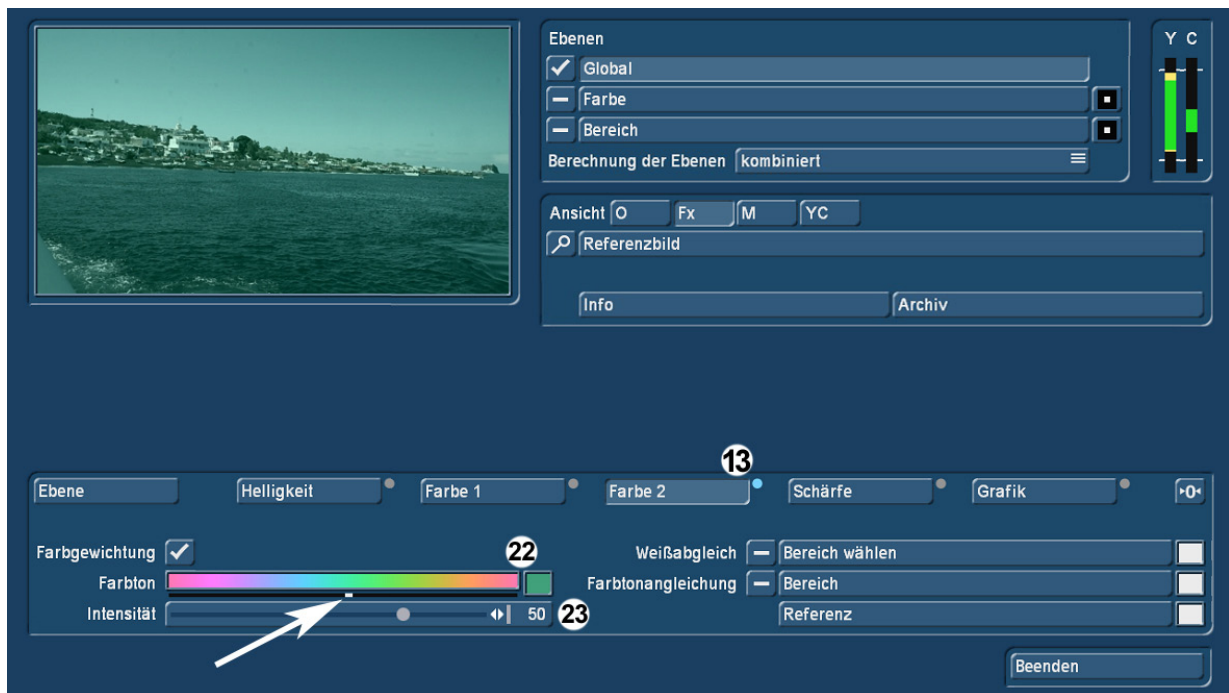 Ebenen
Global
Farbe
Bereich
Berechnung der Ebenen kombiniert
Y C
Ansicht O Fx M YC
Referenzbild
Info Archiv
13
Ebene Helligkeit Farbe 1 Farbe 2 Schärfe Grafik 0
Farbgewichtung 22 Weißabgleich Bereich wählen
Farbton Farbtonangleichung Bereich
Intensität 50 23 Referenz
Beenden